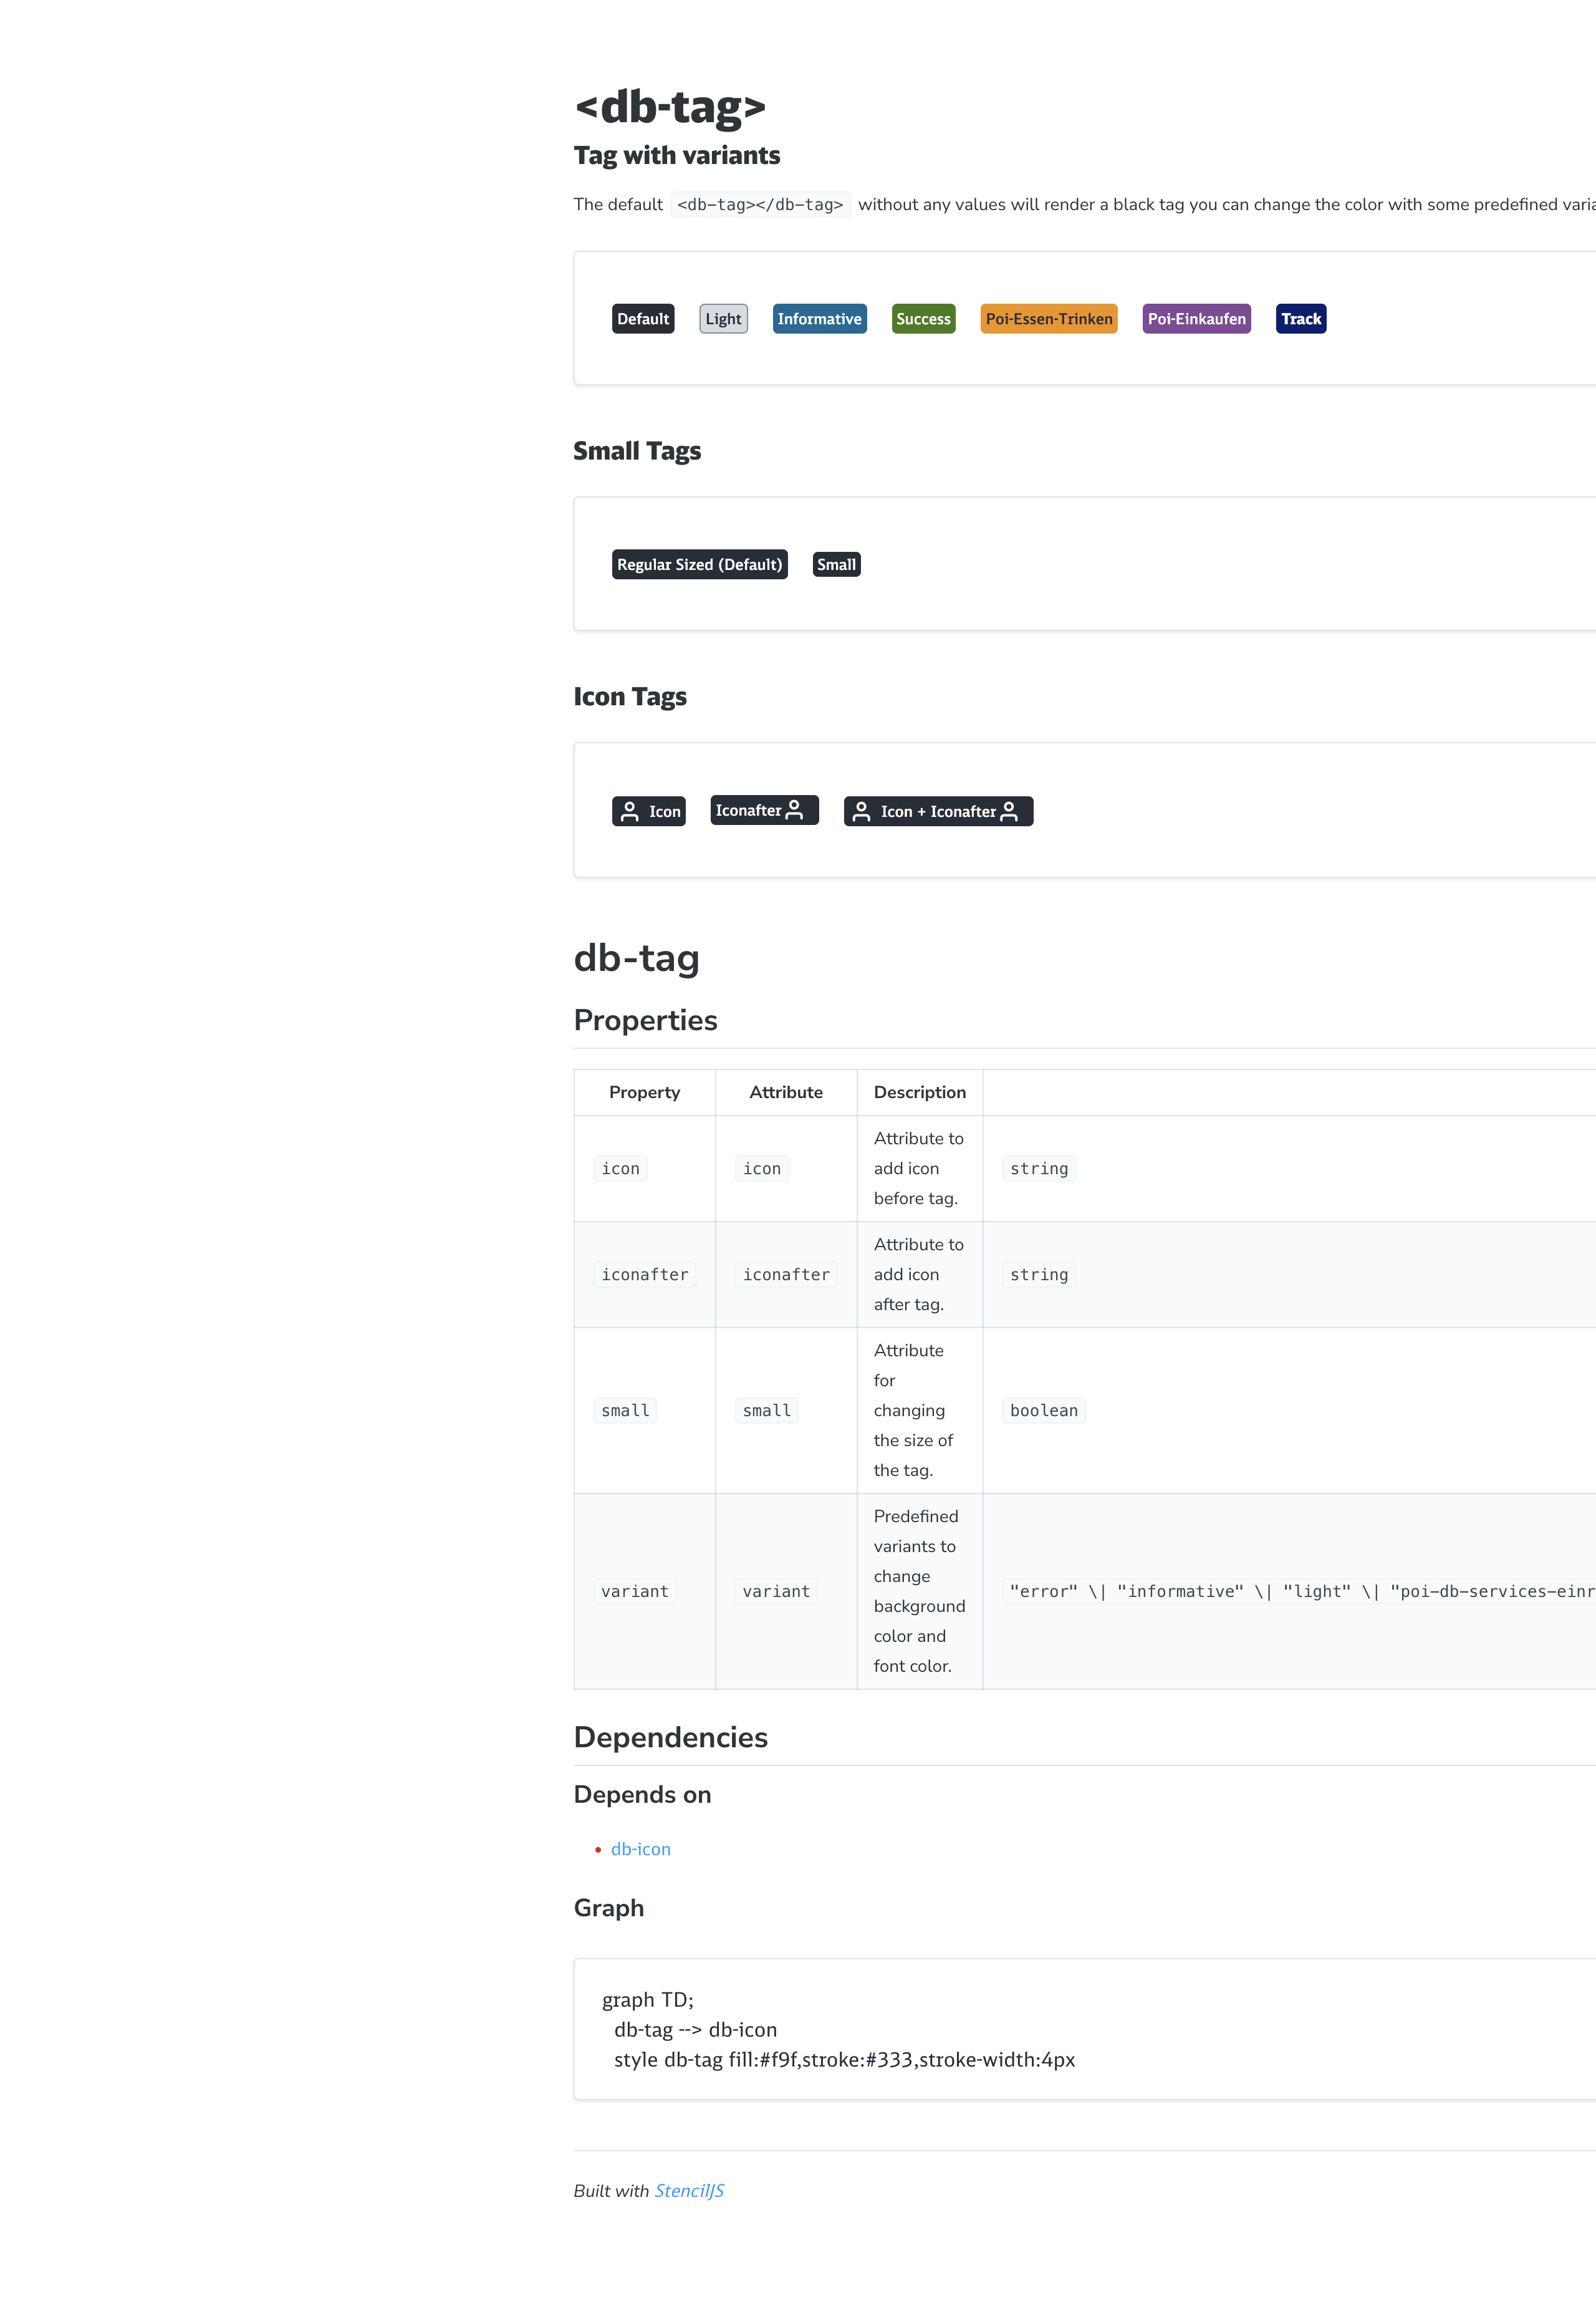 <db-tag>
Tag with variants
The default <db-tag></db-tag> without any values will render a black tag you can change the color with some predefined
Default Light Informative Success Poi-Essen-Trinken Poi-Einkaufen Track
Small Tags
Regular Sized (Default) Small
Icon Tags
Icon Iconafter Icon + Iconafter
db-tag
Properties
Property Attribute Description
icon icon Attribute to add icon before tag. string
iconafter iconafter Attribute to add icon after tag. string
small small Attribute for changing the size of the tag. boolean
variant variant Predefined variants to change background color and font color. "error" \| "informative" \| "light" \| "poi-db-services-einr
Dependencies
Depends on
• db-icon
Graph
graph TD;
db-tag --> db-icon
style db-tag fill:#f9f,stroke:#333,stroke-width:4px
Built with StencilJS